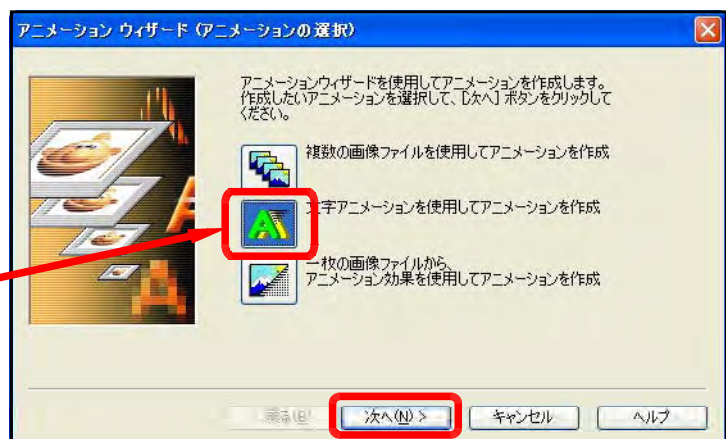 アニメーション ウィザード (アニメーションの選択)
アニメーションウィザードを使用してアニメーションを作成します。
作成したいアニメーションを選択して、[次へ] ボタンをクリックして
ください。
複数の画像ファイルを使用してアニメーションを作成
文字アニメーションを使用してアニメーションを作成
一枚の画像ファイルから、
アニメーション効果を使用してアニメーションを作成
戻る(B) 次へ(N) > キャンセル ヘルプ